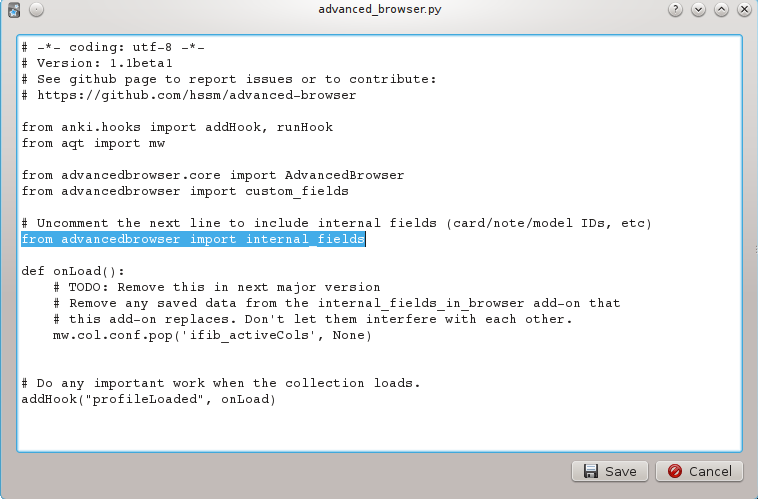 advanced_browser.py
# -*- coding: utf-8 -*-
# Version: 1.1beta1
# See github page to report issues or to contribute:
# https://github.com/hssm/advanced-browser
from anki.hooks import addHook, runHook
from aqt import mw
from advancedbrowser.core import AdvancedBrowser
from advancedbrowser import custom_fields
# Uncomment the next line to include internal fields (card/note/model IDs, etc)
from advancedbrowser import internal_fields
def onLoad():
    # TODO: Remove this in next major version
    # Remove any saved data from the internal_fields_in_browser add-on that
    # this add-on replaces. Don't let them interfere with each other.
    mw.col.conf.pop('ifib_activeCols', None)
# Do any important work when the collection loads.
addHook("profileLoaded", onLoad)
Save
Cancel